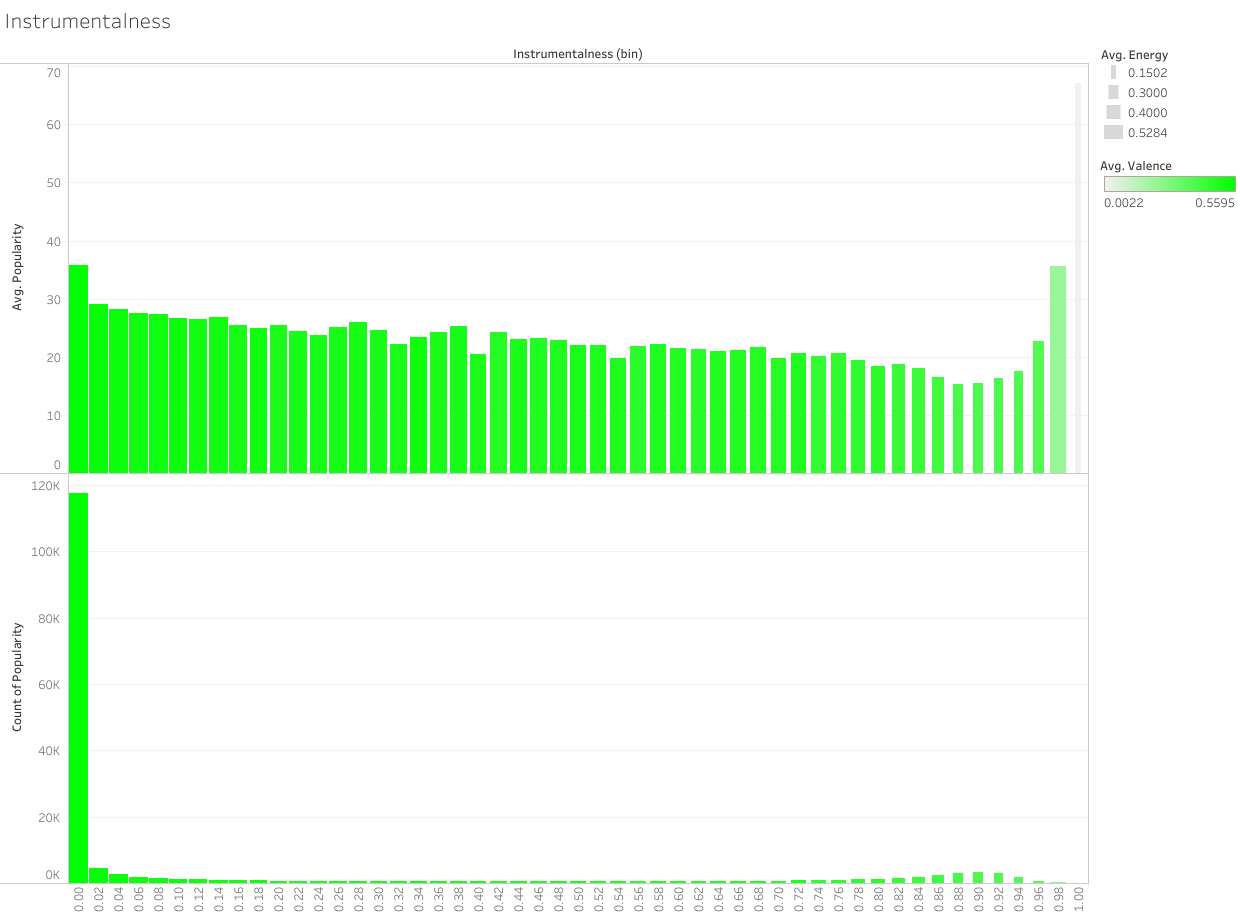 Instrumentalness
Instrumentalness (bin)
Avg. Energy
0.1502
0.3000
0.4000
0.5284
Avg. Valence
0.0022 0.5595
Avg. Popularity
70
60
50
40
30
20
10
0
Count of Popularity
120K
100K
80K
60K
40K
20K
0K
0.00 0.02 0.04 0.06 0.08 0.10 0.12 0.14 0.16 0.18 0.20 0.22 0.24 0.26 0.28 0.30 0.32 0.34 0.36 0.38 0.40 0.42 0.44 0.46 0.48 0.50 0.52 0.54 0.56 0.58 0.60 0.62 0.64 0.66 0.68 0.70 0.72 0.74 0.76 0.78 0.80 0.82 0.84 0.86 0.88 0.90 0.92 0.94 0.96 0.98 1.00